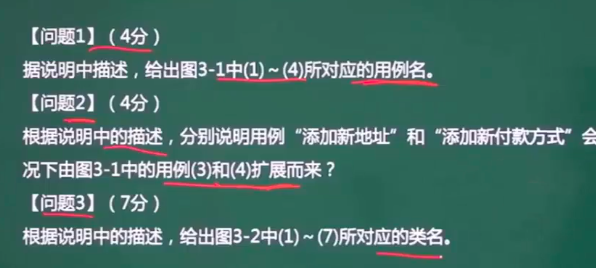 【问题1】(4分)
据说明中描述，给出图3-1中(1)～(4)所对应的用例名。
【问题2】(4分)
根据说明中的描述，分别说明用例“添加新地址”和“添加新付款方式”会
况下由图3-1中的用例(3)和(4)扩展而来？
【问题3】(7分)
根据说明中的描述，给出图3-2中(1)～(7)所对应的类名。